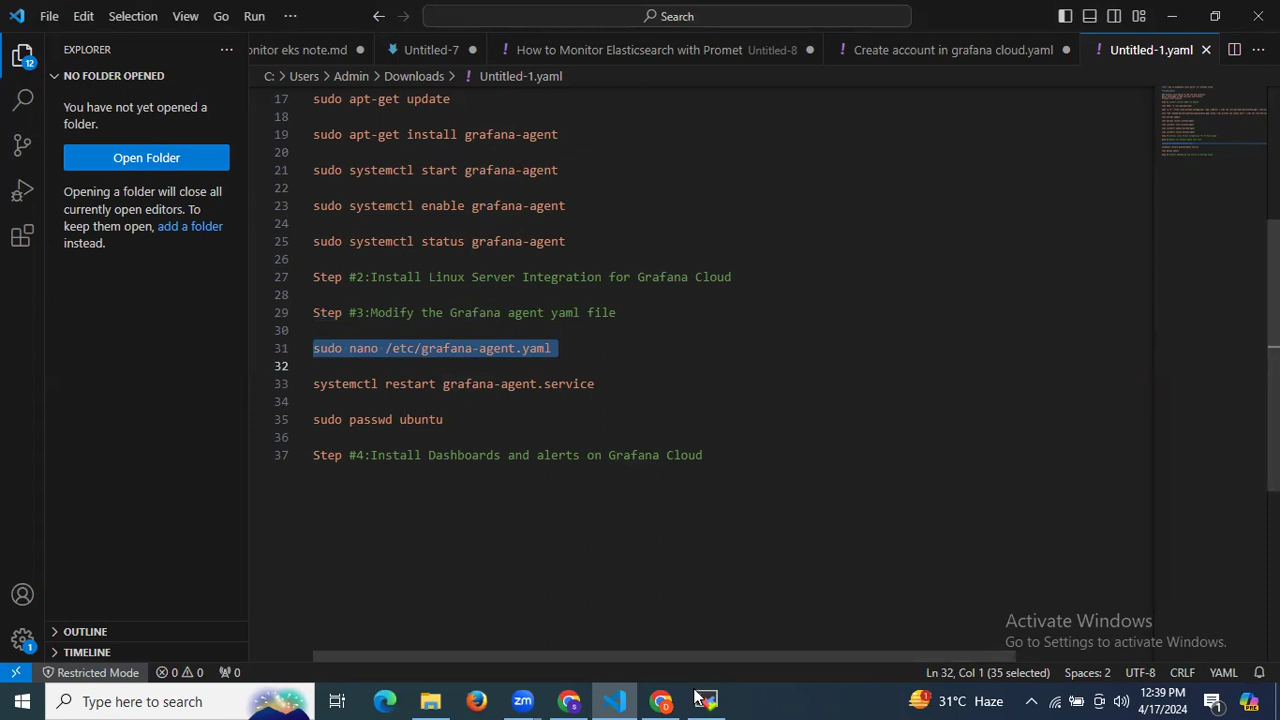 File Edit Selection View Go Run ··· Search
EXPLORER
onitor eks note.md Untitled-7 How to Monitor Elasticsearch with Promet Untitled-8 Create account in grafana cloud.yaml Untitled-1.yaml
NO FOLDER OPENED
C: > Users > Admin > Downloads > ! Untitled-1.yaml
You have not yet opened a
folder.
Open Folder
Opening a folder will close all
currently open editors. To
keep them open, add a folder
instead.
17 sudo apt-get update
18
19 sudo apt-get install grafana-agent
20
21 sudo systemctl start grafana-agent
22
23 sudo systemctl enable grafana-agent
24
25 sudo systemctl status grafana-agent
26
27 Step #2:Install Linux Server Integration for Grafana Cloud
28
29 Step #3:Modify the Grafana agent yaml file
30
31 sudo nano /etc/grafana-agent.yaml
32
33 systemctl restart grafana-agent.service
34
35 sudo passwd ubuntu
36
37 Step #4:Install Dashboards and alerts on Grafana Cloud
Activate Windows
Go to Settings to activate Windows.
OUTLINE
TIMELINE
12
1
Restricted Mode 0 0 0 Ln 32, Col 1 (35 selected) Spaces: 2 UTF-8 CRLF YAML
Type here to search
zm
S
D
31°C Haze
12:39 PM
4/17/2024
1
PRE